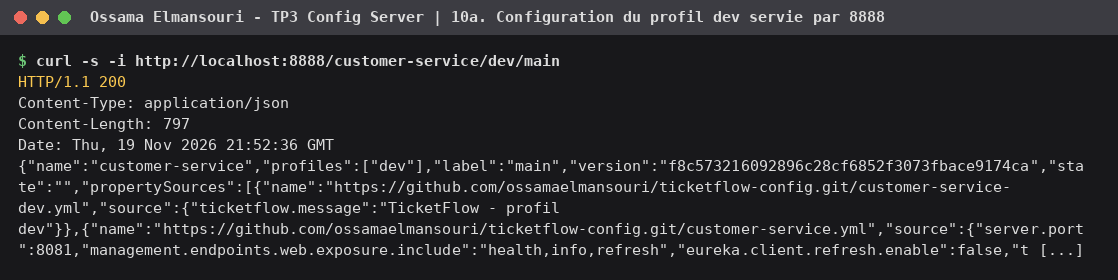 Ossama Elmansouri - TP3 Config Server | 10a. Configuration du profil dev servie par 8888
$ curl -s -i http://localhost:8888/customer-service/dev/main
HTTP/1.1 200
Content-Type: application/json
Content-Length: 797
Date: Thu, 19 Nov 2026 21:52:36 GMT
{"name":"customer-service","profiles":["dev"],"label":"main","version":"f8c573216092896c28cf6852f3073fbace9174ca","sta
te":"","propertySources":[{"name":"https://github.com/ossamaelmansouri/ticketflow-config.git/customer-service-
dev.yml","source":{"ticketflow.message":"TicketFlow - profil
dev"}},{"name":"https://github.com/ossamaelmansouri/ticketflow-config.git/customer-service.yml","source":{"server.port
":8081,"management.endpoints.web.exposure.include":"health,info,refresh","eureka.client.refresh.enable":false,"t [...]